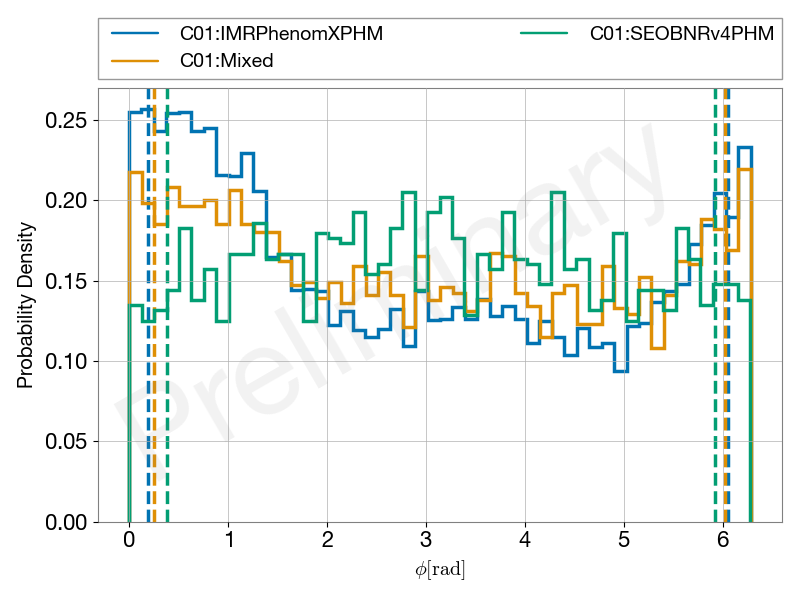 C01:IMRPhenomXPHM
C01:Mixed
C01:SEOBNRv4PHM
Preliminary
Probability Density
0.25
0.20
0.15
0.10
0.05
0.00
0 1 2 3 4 5 6
ϕ[rad]